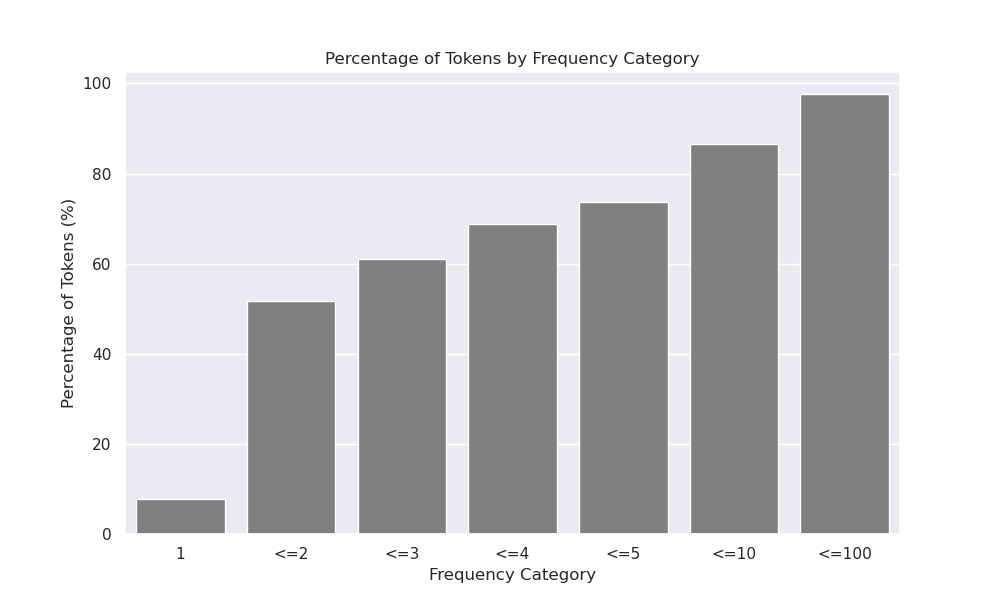 Percentage of Tokens by Frequency Category
100
80
60
40
20
0
Percentage of Tokens (%)
1 <=2 <=3 <=4 <=5 <=10 <=100
Frequency Category